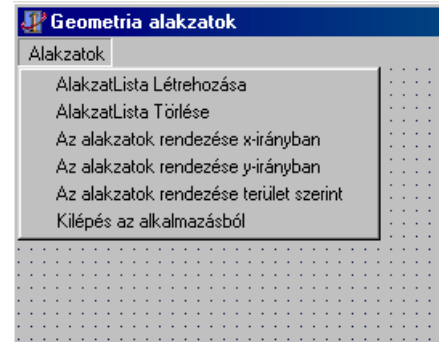 Geometria alakzatok
Alakzatok
AlakzatLista Létrehozása
AlakzatLista Törlése
Az alakzatok rendezése x-irányban
Az alakzatok rendezése y-irányban
Az alakzatok rendezése terület szerint
Kilépés az alkalmazásból